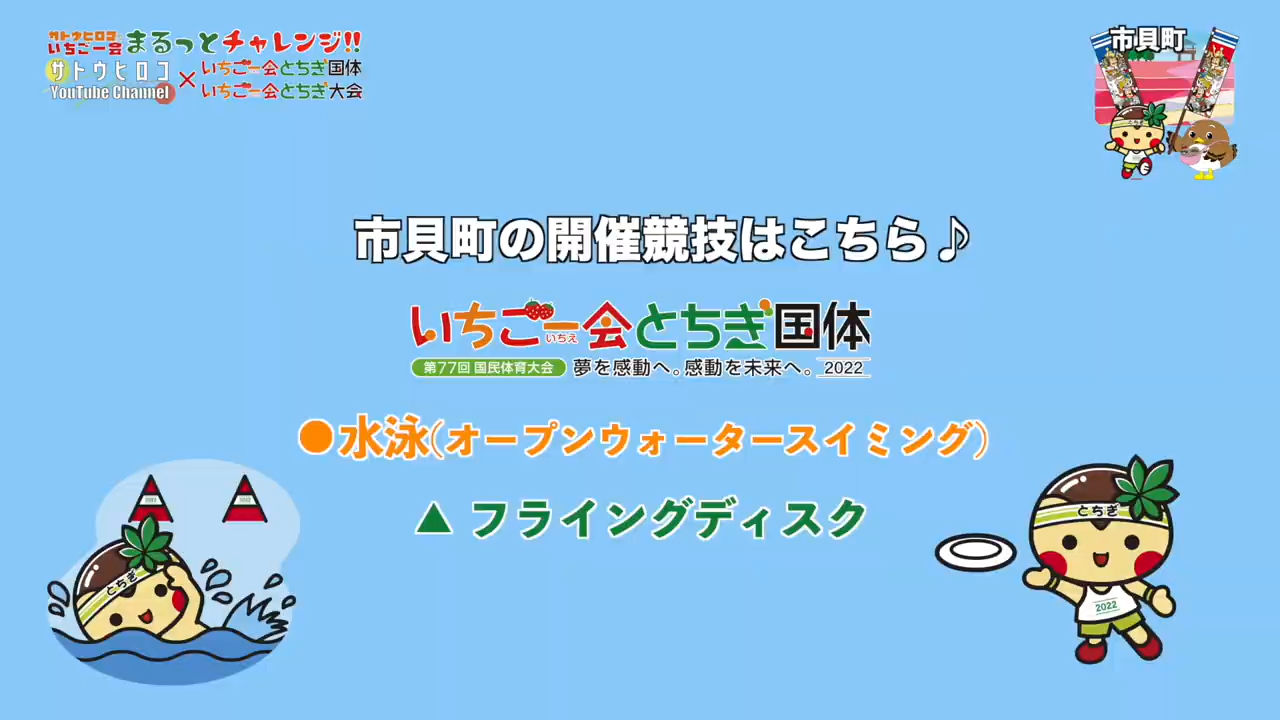 サトウヒロコ いちご一会 まるっとチャレンジ!!
サトウヒロコ YouTube Channel × いちご一会とちぎ国体 いちご一会とちぎ大会
市貝町
とちぎ
市貝町の開催競技はこちら♪
いちご一会とちぎ国体
いちえ
第77回 国民体育大会 夢を感動へ。感動を未来へ。 2022
●水泳(オープンウォータースイミング)
▲ フライングディスク
2022
2022
とちぎ
とちぎ
2022